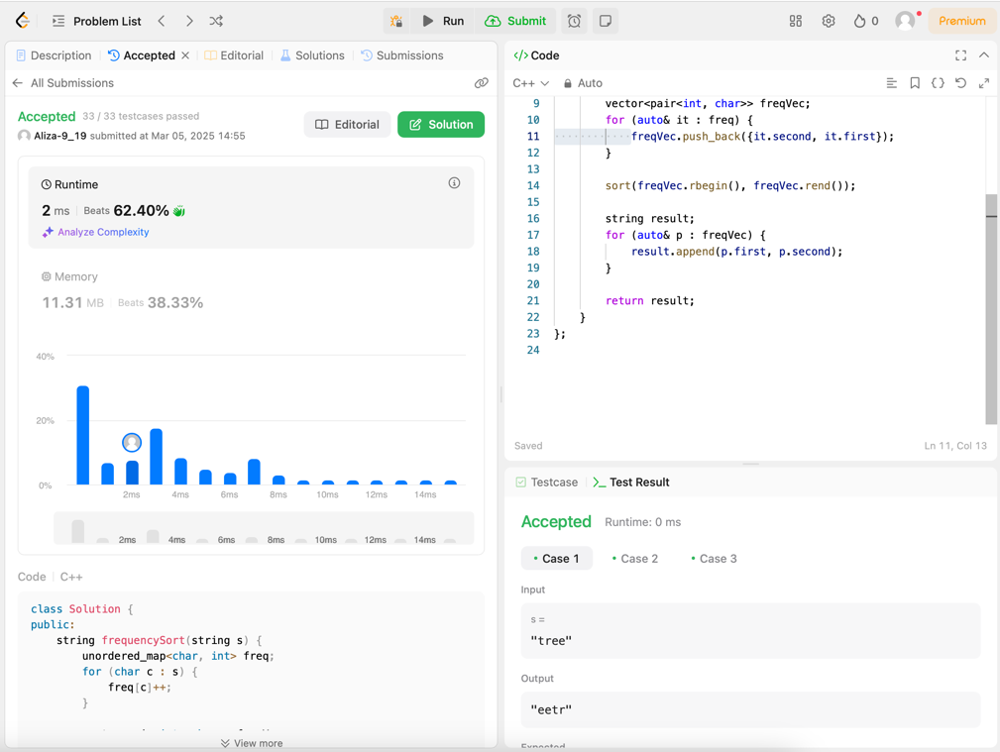 Problem List
Run
Submit
0
Premium
Description
Accepted
Editorial
Solutions
Submissions
All Submissions
Accepted 33 / 33 testcases passed
Aliza-9_19 submitted at Mar 05, 2025 14:55
Editorial
Solution
Runtime
2 ms | Beats 62.40%
Analyze Complexity
Memory
11.31 MB | Beats 38.33%
40%
20%
0%
2ms 4ms 6ms 8ms 10ms 12ms 14ms
2ms 4ms 6ms 8ms 10ms 12ms 14ms
Code | C++
class Solution {
public:
    string frequencySort(string s) {
        unordered_map<char, int> freq;
        for (char c : s) {
            freq[c]++;
        }
View more
</> Code
C++ Auto
9 vector<pair<int, char>> freqVec;
10 for (auto& it : freq) {
11 freqVec.push_back({it.second, it.first});
12 }
13
14 sort(freqVec.rbegin(), freqVec.rend());
15
16 string result;
17 for (auto& p : freqVec) {
18 result.append(p.first, p.second);
19 }
20
21 return result;
22 }
23 };
24
Saved
Ln 11, Col 13
Testcase
>_ Test Result
Accepted Runtime: 0 ms
• Case 1 • Case 2 • Case 3
Input
s =
"tree"
Output
"eetr"
Expected